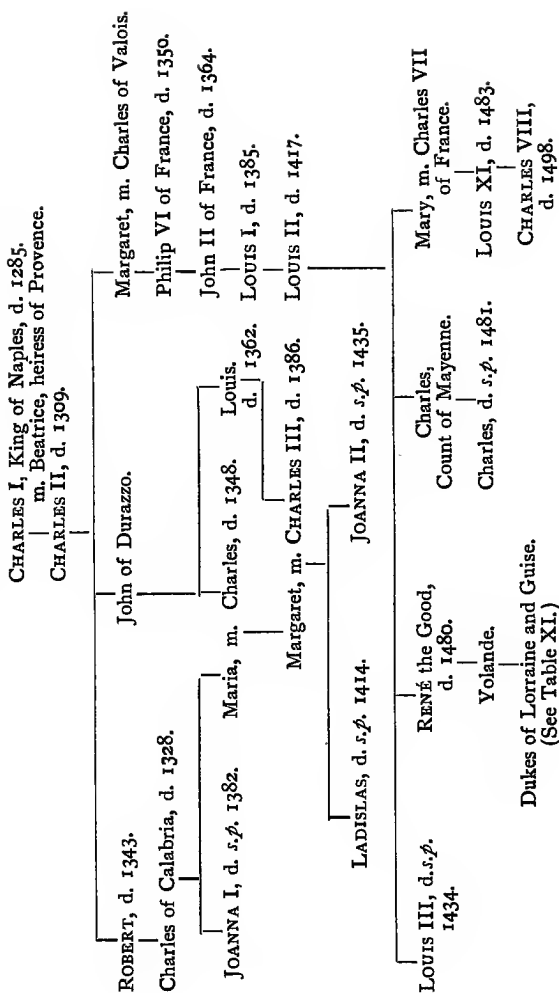 CHARLES I, King of Naples, d. 1285.
m. Beatrice, heiress of Provence.
CHARLES II, d. 1309.
ROBERT, d. 1343.
John of Durazzo.
Margaret, m. Charles of Valois.
Charles of Calabria, d. 1328.
Philip VI of France, d. 1350.
John II of France, d. 1364.
JOANNA I, d. s.p. 1382.
Maria, m. Charles, d. 1348.
Louis.
d. 1362.
LOUIS I, d. 1385.
Margaret, m. CHARLES III, d. 1386.
LOUIS II, d. 1417.
LADISLAS, d. s.p. 1414.
JOANNA II, d. s.p. 1435.
LOUIS III, d. s.p.
1434.
RENÉ the Good,
d. 1480.
Yolande.
Dukes of Lorraine and Guise.
(See Table XI.)
Charles,
Count of Mayenne.
Charles, d. s.p. 1481.
Mary, m. Charles VII
of France.
LOUIS XI, d. 1483.
CHARLES VIII,
d. 1498.